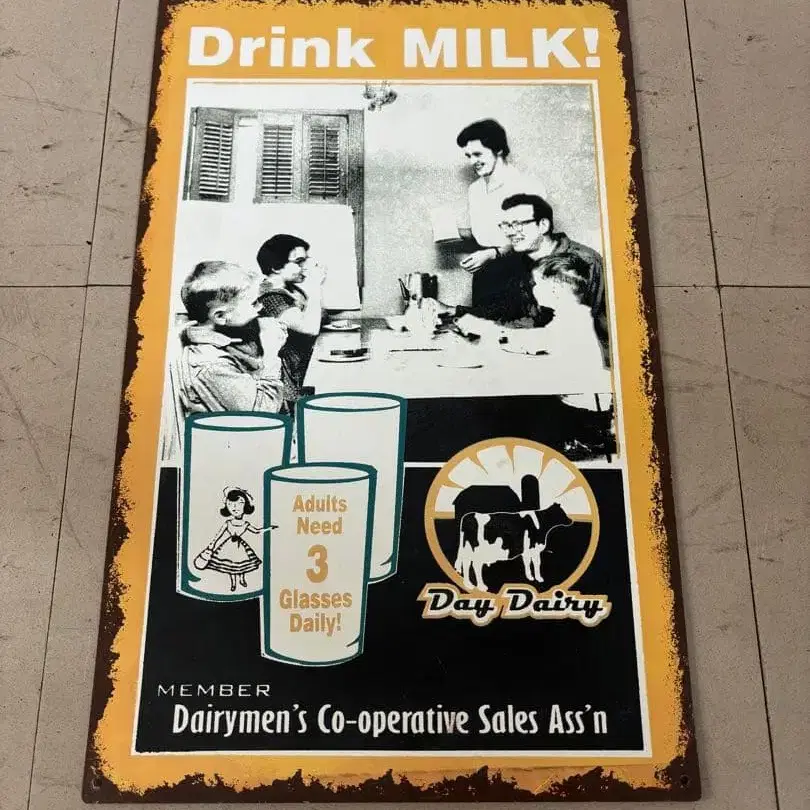 Drink MILK!
Adults
Need
3
Glasses
Daily!
Day Dairy
MEMBER
Dairymen's Co-operative Sales Ass'n